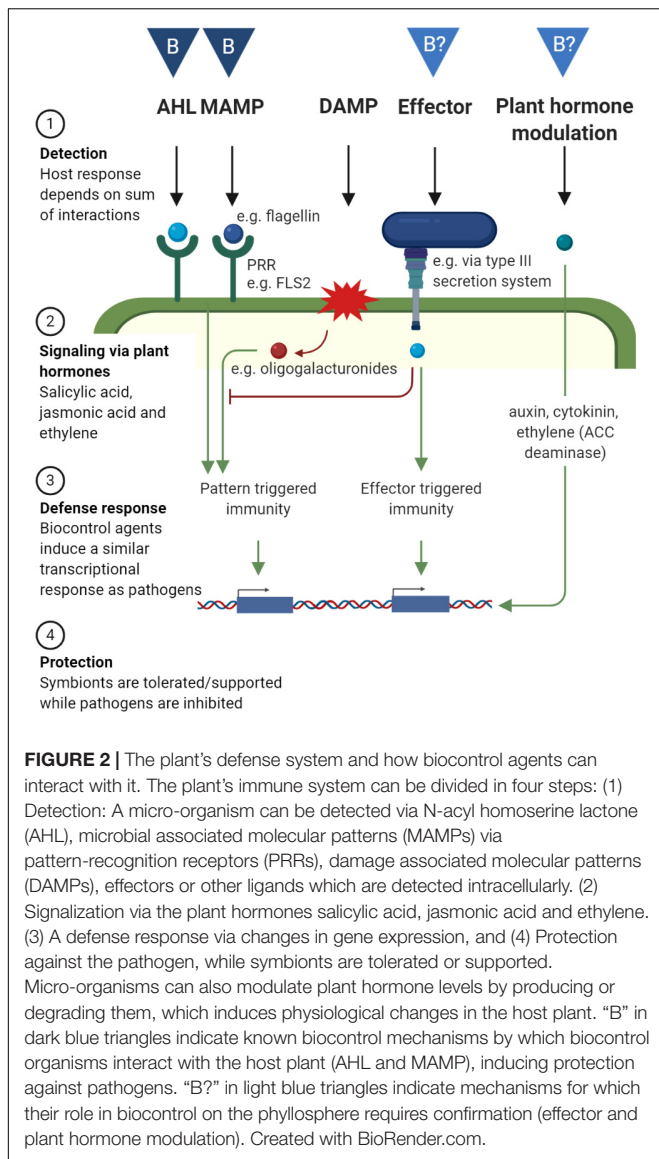 B
B
B?
B?
AHL MAMP
DAMP
Effector
Plant hormone
modulation
1
Detection
Host response
depends on sum
of interactions
e.g. flagellin
PRR
e.g. FLS2
e.g. via type III
secretion system
2
Signaling via plant
hormones
Salicylic acid,
jasmonic acid and
ethylene
e.g. oligogalacturonides
auxin, cytokinin,
ethylene (ACC
deaminase)
3
Defense response
Biocontrol agents
induce a similar
transcriptional
response as pathogens
Pattern triggered
immunity
Effector triggered
immunity
4
Protection
Symbionts are tolerated/supported
while pathogens are inhibited
FIGURE 2 | The plant's defense system and how biocontrol agents can
interact with it. The plant's immune system can be divided in four steps: (1)
Detection: A micro-organism can be detected via N-acyl homoserine lactone
(AHL), microbial associated molecular patterns (MAMPs) via
pattern-recognition receptors (PRRs), damage associated molecular patterns
(DAMPs), effectors or other ligands which are detected intracellularly. (2)
Signalization via the plant hormones salicylic acid, jasmonic acid and ethylene.
(3) A defense response via changes in gene expression, and (4) Protection
against the pathogen, while symbionts are tolerated or supported.
Micro-organisms can also modulate plant hormone levels by producing or
degrading them, which induces physiological changes in the host plant. "B" in
dark blue triangles indicate known biocontrol mechanisms by which biocontrol
organisms interact with the host plant (AHL and MAMP), inducing protection
against pathogens. "B?" in light blue triangles indicate mechanisms for which
their role in biocontrol on the phyllosphere requires confirmation (effector and
plant hormone modulation). Created with BioRender.com.